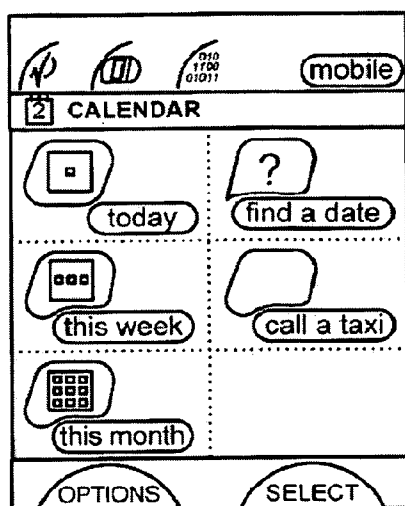 010
1100
01011
mobile
2 CALENDAR
today
find a date
?
this week
call a taxi
this month
OPTIONS
SELECT